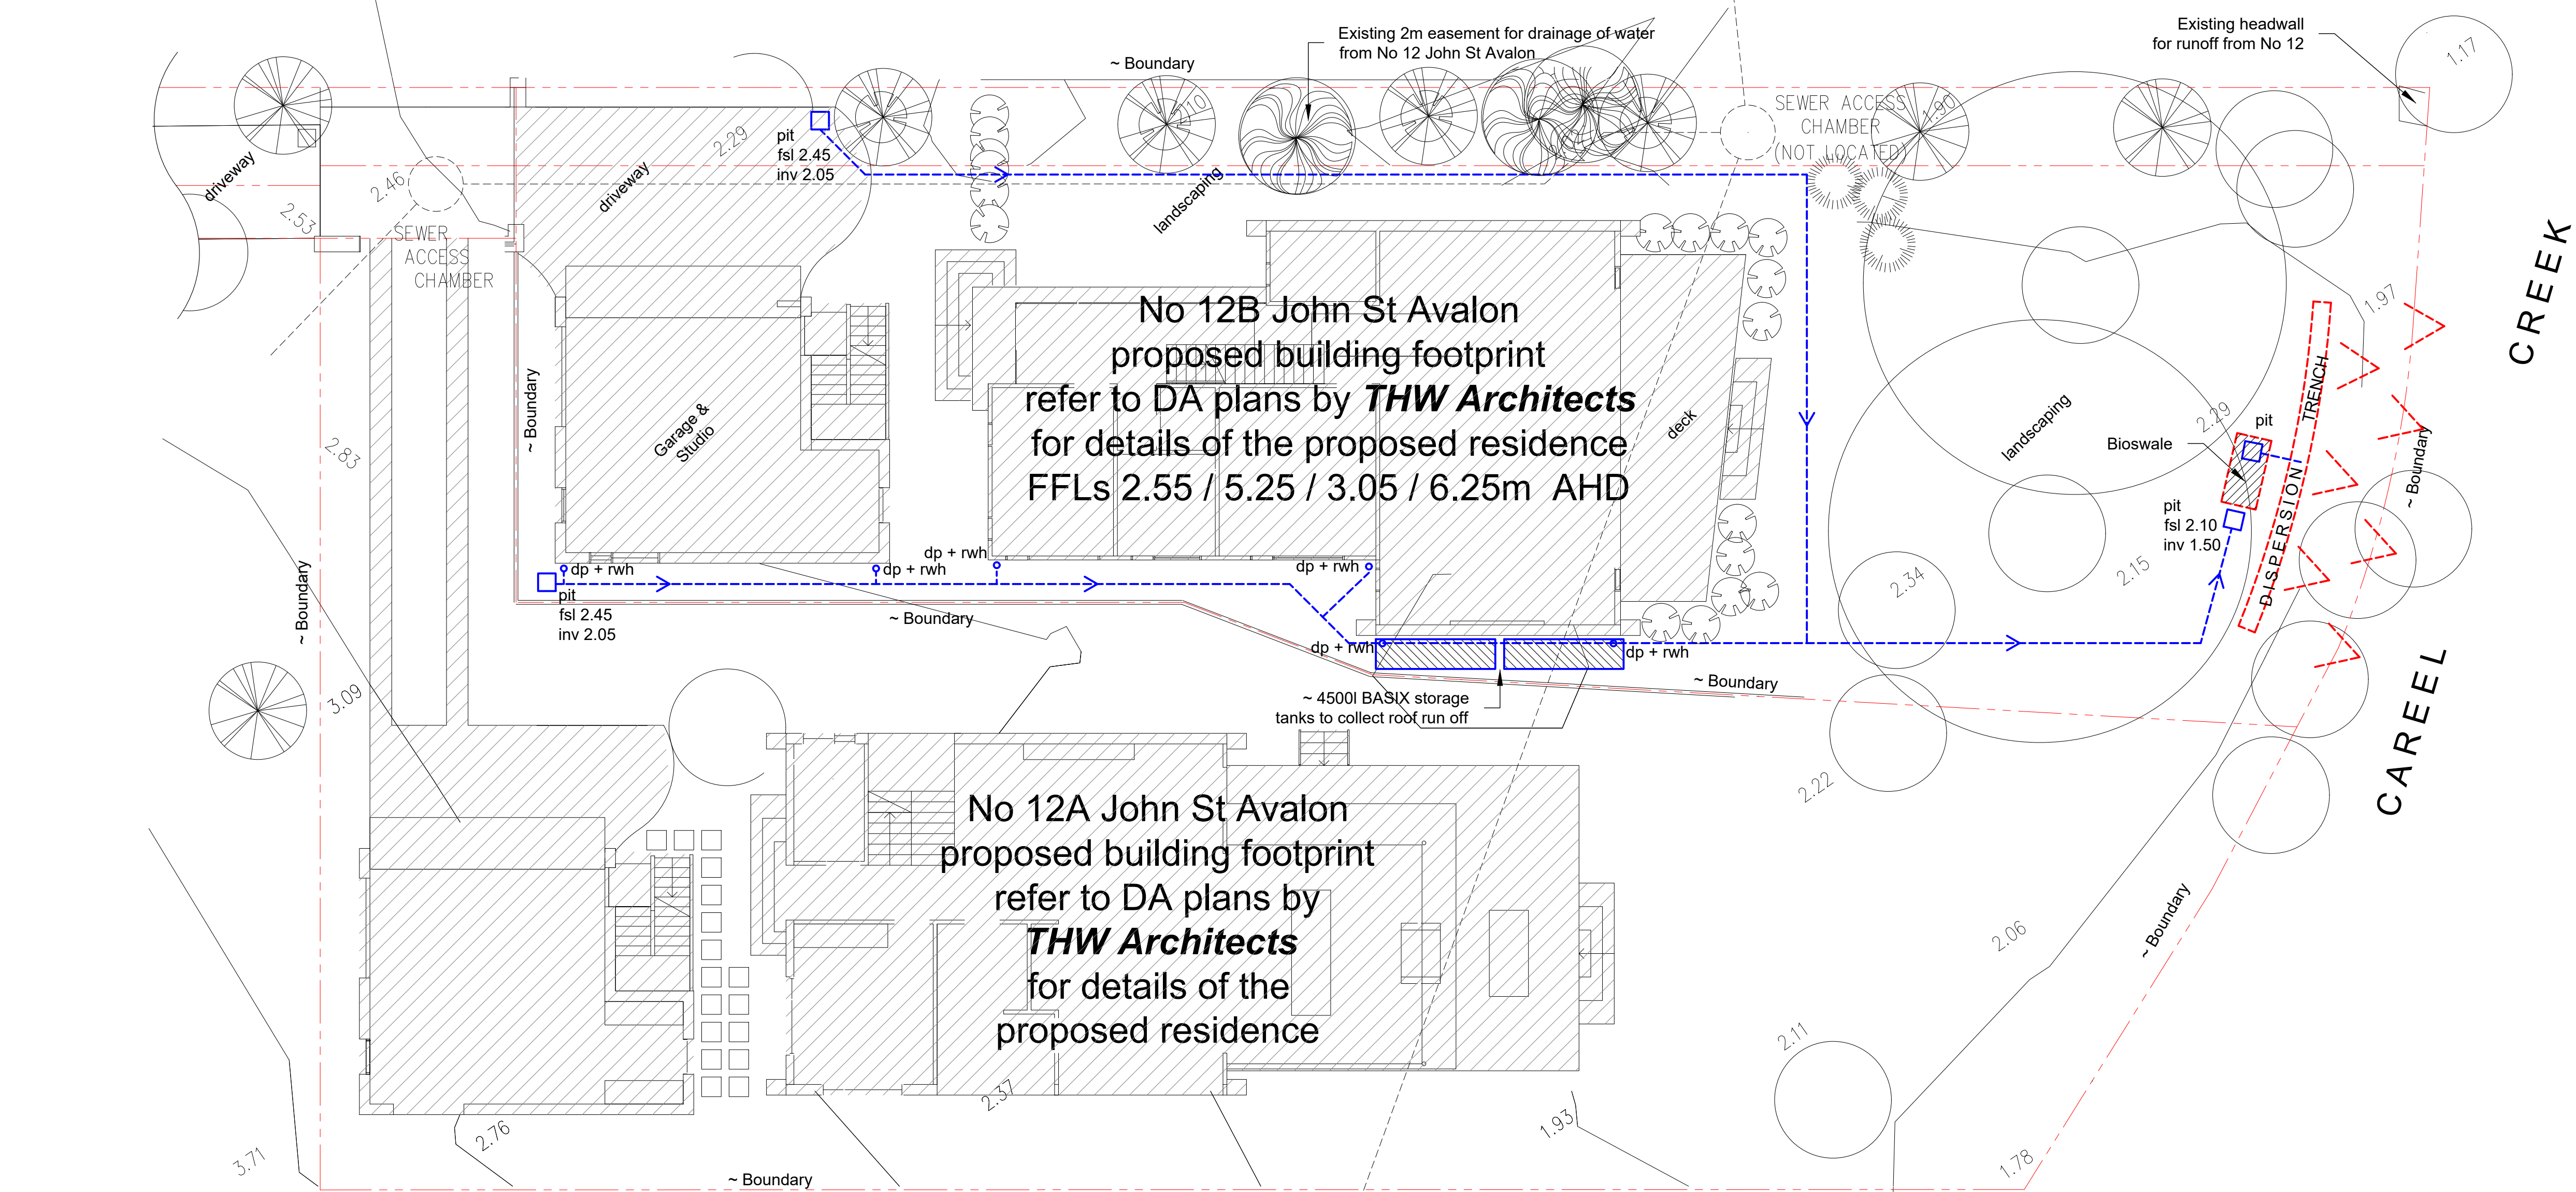 Existing headwall
for runoff from No 12
Existing 2m easement for drainage of water
from No 12 John St Avalon
~ Boundary
1.17
SEWER ACCESS
CHAMBER
(NOT LOCATED)
1.90
2.10
2.02
pit
fsl 2.45
inv 2.05
2.29
driveway
driveway
2.46
2.53
SEWER
ACCESS
CHAMBER
landscaping
CREEK
1.97
No 12B John St Avalon
proposed building footprint
refer to DA plans by THW Architects
for details of the proposed residence
FFLs 2.55 / 5.25 / 3.05 / 6.25m AHD
deck
Garage &
Studio
~ Boundary
2.83
landscaping
2.29
pit
Bioswale
DISPERSION TRENCH
~ Boundary
pit
fsl 2.10
inv 1.50
2.15
2.34
dp + rwh
dp + rwh
dp + rwh
dp + rwh
pit
fsl 2.45
inv 2.05
~ Boundary
~ Boundary
dp + rwh
dp + rwh
~ Boundary
~ 4500l BASIX storage
tanks to collect roof run off
3.09
2.22
CAREEL
No 12A John St Avalon
proposed building footprint
refer to DA plans by
THW Architects
for details of the
proposed residence
2.06
~ Boundary
2.11
2.37
1.93
2.76
3.71
1.78
~ Boundary